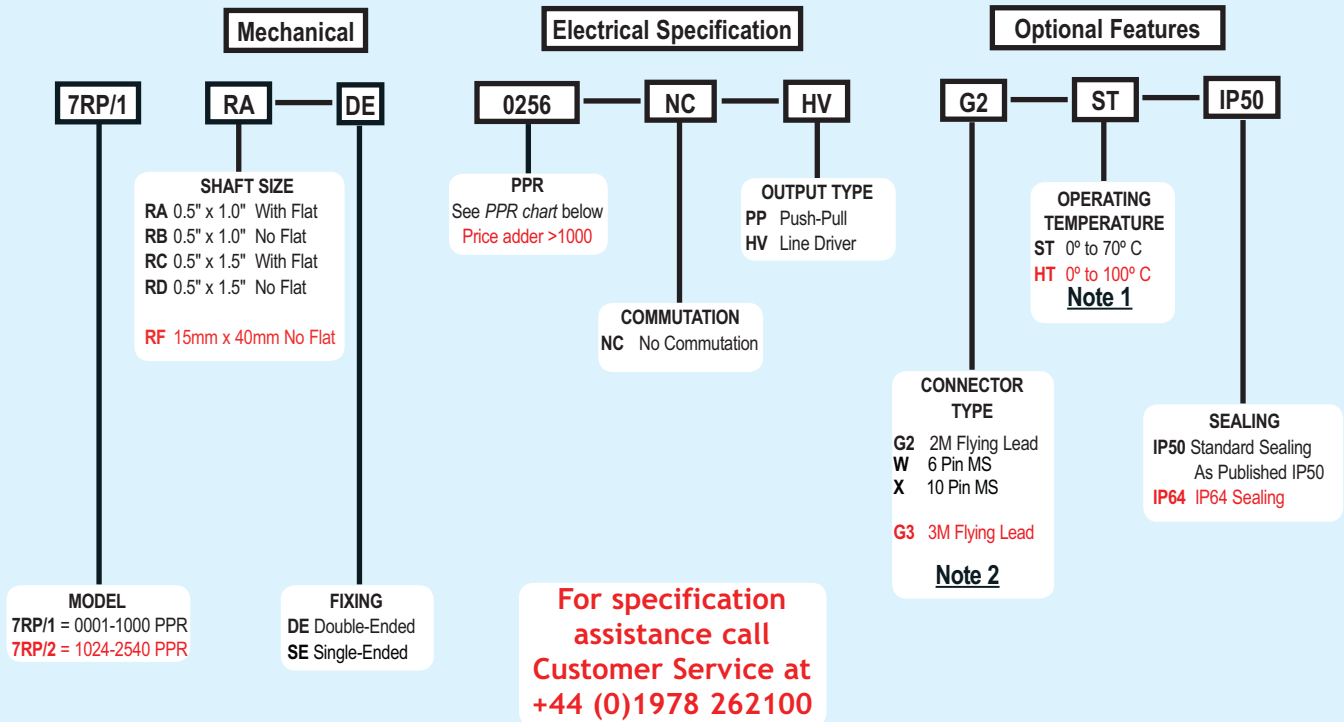 Mechanical
Electrical Specification
Optional Features
7RP/1
RA
DE
0256
NC
HV
G2
ST
IP50
SHAFT SIZE
RA 0.5" x 1.0" With Flat
RB 0.5" x 1.0" No Flat
RC 0.5" x 1.5" With Flat
RD 0.5" x 1.5" No Flat
RF 15mm x 40mm No Flat
PPR
See PPR chart below
Price adder >1000
OUTPUT TYPE
PP Push-Pull
HV Line Driver
OPERATING
TEMPERATURE
ST 0º to 70º C
HT 0º to 100º C
Note 1
COMMUTATION
NC No Commutation
CONNECTOR
TYPE
G2 2M Flying Lead
W 6 Pin MS
X 10 Pin MS
G3 3M Flying Lead
Note 2
SEALING
IP50 Standard Sealing
As Published IP50
IP64 IP64 Sealing
MODEL
7RP/1 = 0001-1000 PPR
7RP/2 = 1024-2540 PPR
FIXING
DE Double-Ended
SE Single-Ended
For specification
assistance call
Customer Service at
+44 (0)1978 262100